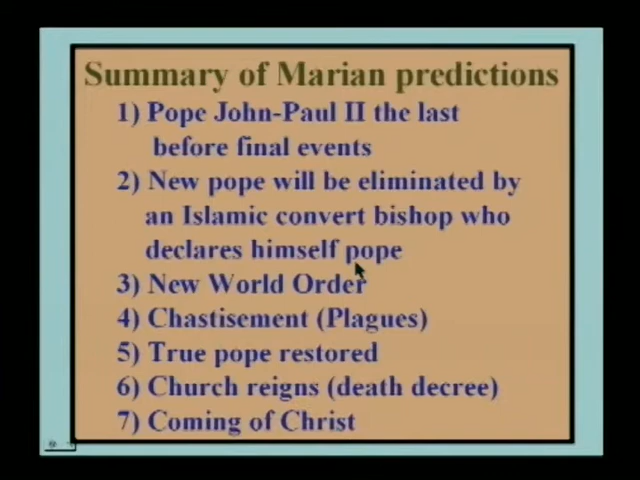 Summary of Marian predictions
1) Pope John-Paul II the last
before final events
2) New pope will be eliminated by
an Islamic convert bishop who
declares himself pope
3) New World Order
4) Chastisement (Plagues)
5) True pope restored
6) Church reigns (death decree)
7) Coming of Christ